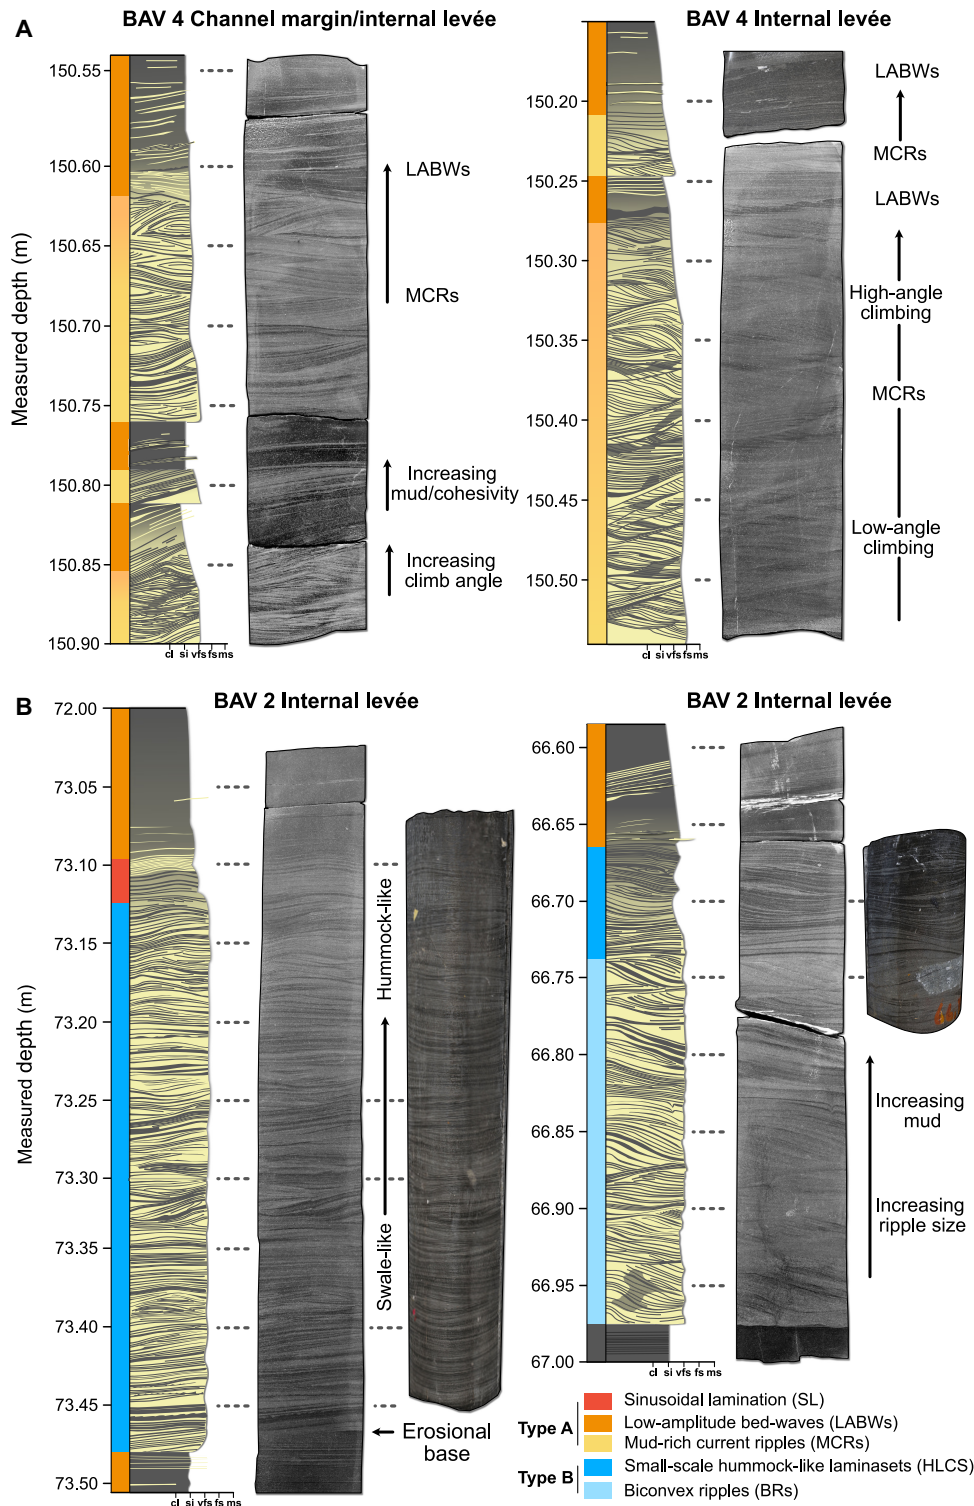 A
BAV 4 Channel margin/internal levée
BAV 4 Internal levée
Measured depth (m)
150.55
150.60
150.65
150.70
150.75
150.80
150.85
150.90
cl si vfs fs ms
LABWs
MCRs
Increasing
mud/cohesivity
Increasing
climb angle
150.20
150.25
150.30
150.35
150.40
150.45
150.50
cl si vfs fs ms
LABWs
MCRs
LABWs
High-angle
climbing
MCRs
Low-angle
climbing
B
BAV 2 Internal levée
BAV 2 Internal levée
Measured depth (m)
72.00
73.05
73.10
73.15
73.20
73.25
73.30
73.35
73.40
73.45
73.50
cl si vfs fs ms
Hummock-like
Swale-like
Erosional
base
66.60
66.65
66.70
66.75
66.80
66.85
66.90
66.95
67.00
cl si vfs fs ms
Increasing
mud
Increasing
ripple size
Type A
Sinusoidal lamination (SL)
Low-amplitude bed-waves (LABWs)
Mud-rich current ripples (MCRs)
Type B
Small-scale hummock-like laminasets (HLCS)
Biconvex ripples (BRs)